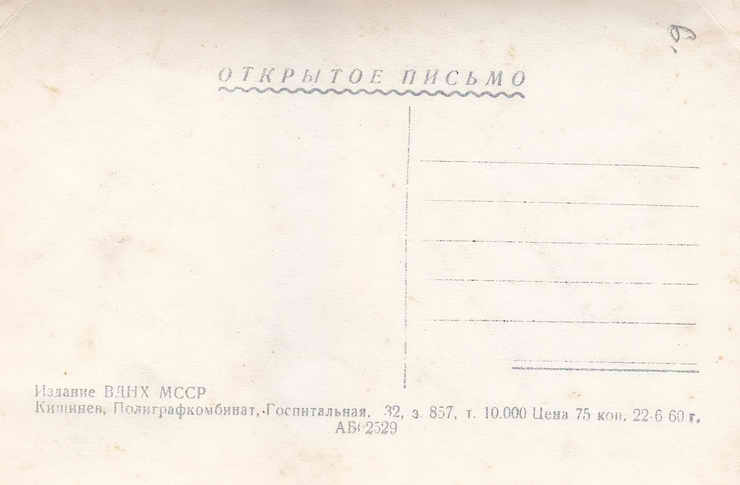 6.
ОТКРЫТОЕ ПИСЬМО
Издание ВДНХ МССР
Кишинев, Полиграфкомбинат, Госпитальная, 32, з. 857, т. 10.000 Цена 75 коп. 22-6 60 г.
2529